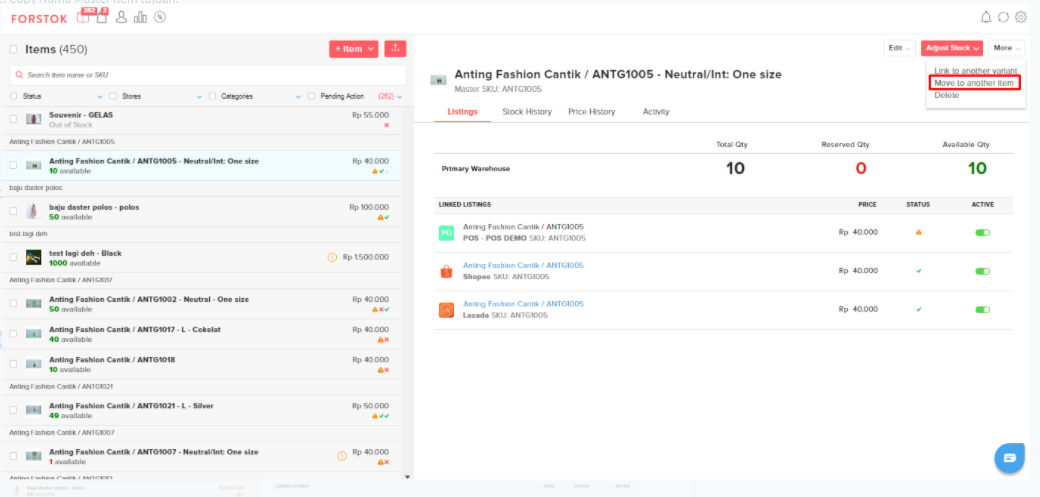 2. Copy Nama Master Item tujuan.
FORSTOK
262
2
Items (450)
+ Item
Search item name or SKU
Status
Stores
Categories
Pending Action (262)
Souvenir - GELAS
Rp 55.000
Out of Stock
Anting Fashion Cantik / ANTG1005
Anting Fashion Cantik / ANTG1005 - Neutral/Int: One size
Rp 40.000
10 available
baju daster polos
baju daster polos - polos
Rp 100.000
50 available
test lagi deh
test lagi deh - Black
Rp 1.500.000
1000 available
Anting Fashion Cantik / ANTG1017
Anting Fashion Cantik / ANTG1002 - Neutral - One size
Rp 40.000
50 available
Anting Fashion Cantik / ANTG1017 - L - Cokelat
Rp 40.000
40 available
Anting Fashion Cantik / ANTG1018
Rp 40.000
10 available
Anting Fashion Cantik / ANTG1021
Anting Fashion Cantik / ANTG1021 - L - Silver
Rp 50.000
49 available
Anting Fashion Cantik / ANTG1007
Anting Fashion Cantik / ANTG1007 - Neutral/Int: One size
Rp 40.000
1 available
Edit
Adjust Stock
More
Link to another variant
Move to another item
Delete
Anting Fashion Cantik / ANTG1005 - Neutral/Int: One size
Master SKU: ANTG1005
Listings
Stock History
Price History
Activity
Total Qty
Reserved Qty
Available Qty
Primary Warehouse
10
0
10
LINKED LISTINGS
PRICE
STATUS
ACTIVE
PD
Anting Fashion Cantik / ANTG1005
POS - POS DEMO SKU: ANTG1005
Rp 40.000
Anting Fashion Cantik / ANTG1005
Shopee SKU: ANTG1005
Rp 40.000
Anting Fashion Cantik / ANTG1005
Lazada SKU: ANTG1005
Rp 40.000